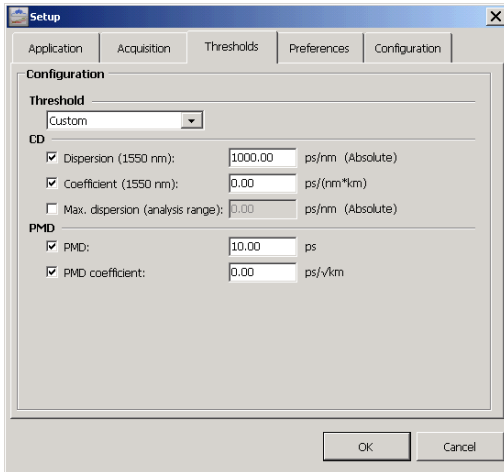 Setup
Application Acquisition Thresholds Preferences Configuration
Configuration
Threshold
Custom
CD
Dispersion (1550 nm): 1000.00 ps/nm (Absolute)
Coefficient (1550 nm): 0.00 ps/(nm*km)
Max. dispersion (analysis range): 0.00 ps/nm (Absolute)
PMD
PMD: 10.00 ps
PMD coefficient: 0.00 ps/√km
OK Cancel